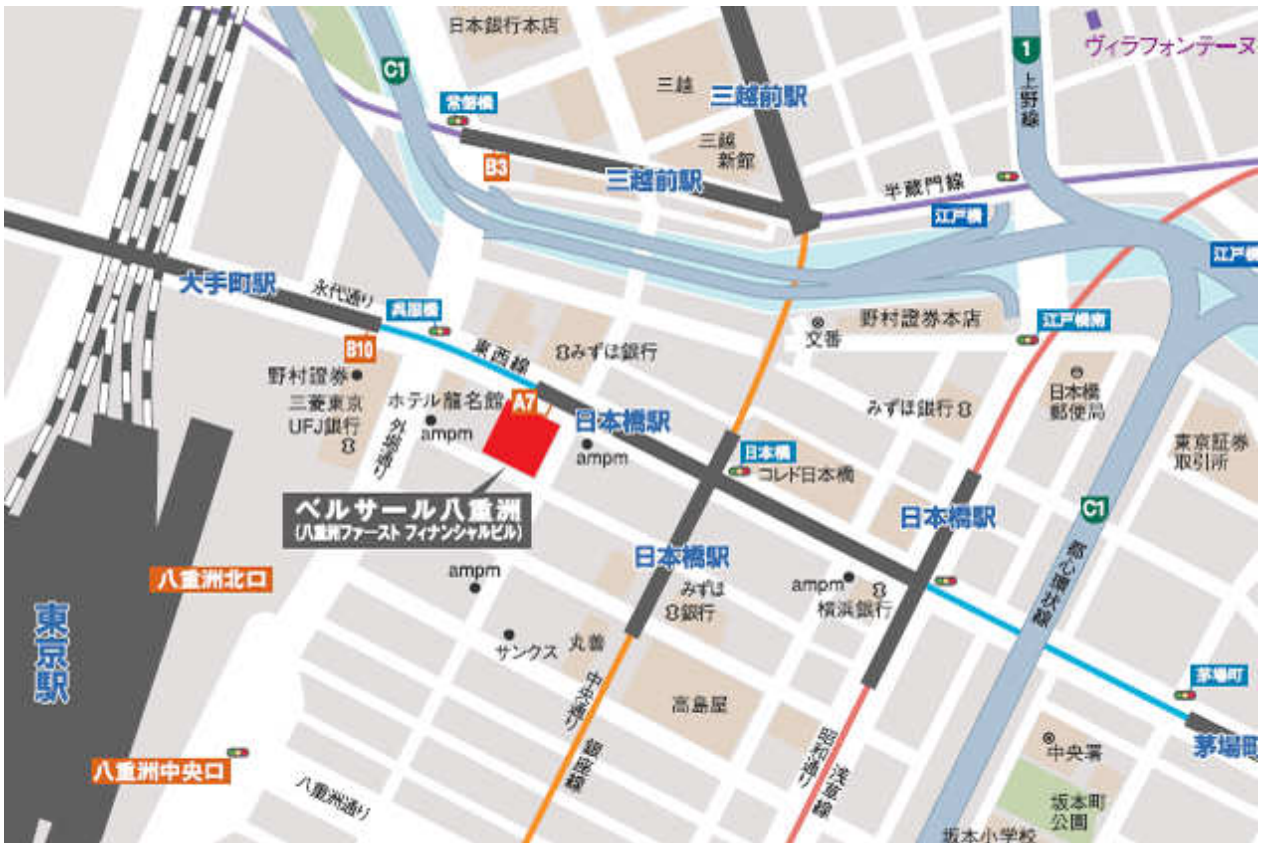 日本銀行本店
C1
1
上野線
ヴィラフォンテーヌ
三越
三越前駅
常盤橋
三越
新館
B3
三越前駅
半蔵門線
江戸橋
江戸橋
大手町駅
永代通り
呉服橋
野村證券本店
交番
江戸橋南
B10
東西線
みずほ銀行
野村證券
三菱東京
UFJ銀行
ホテル龍名館
A7
日本橋駅
ampm
ampm
外堀通り
みずほ銀行
日本橋
郵便局
東京証券
取引所
日本橋
コレド日本橋
ベルサール八重洲
(八重洲ファースト フィナンシャルビル)
C1
日本橋駅
日本橋駅
八重洲北口
ampm
みずほ
銀行
ampm
横浜銀行
都心環状線
東京駅
サンクス
丸善
中央通り
銀座線
高島屋
茅場町
茅場町
昭和通り
浅草線
中央署
八重洲中央口
八重洲通り
坂本町
公園
坂本小学校